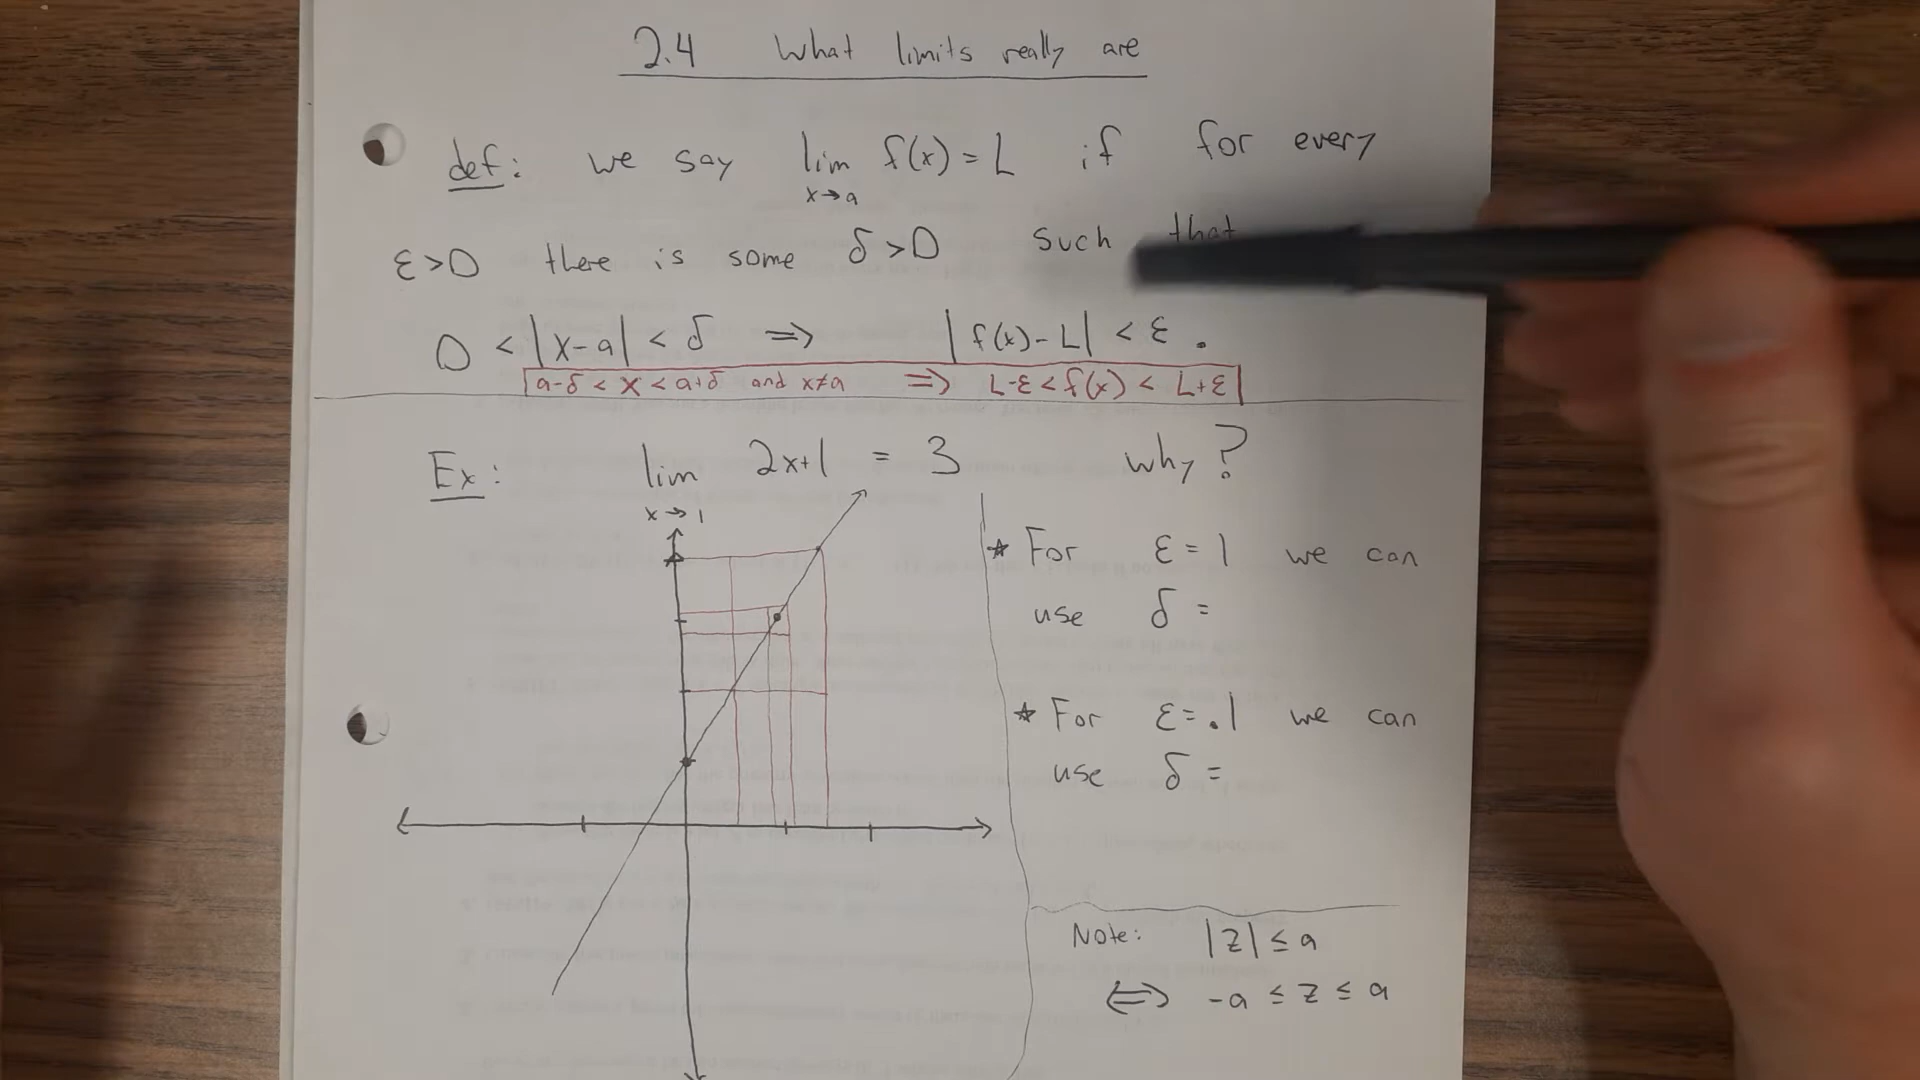 2.4 What limits really are
def: we say lim f(x) = L if for every
x→a
ε>0 there is some δ>0 such that
0 < |x-a| < δ ⇒ |f(x)-L| < ε.
a-δ < x < a+δ and x≠a ⇒ L-ε < f(x) < L+ε
Ex: lim 2x+1 = 3 why?
x→1
* For ε = 1 we can
use δ =
* For ε = .1 we can
use δ =
Note: |z| ≤ a
⟺ -a ≤ z ≤ a